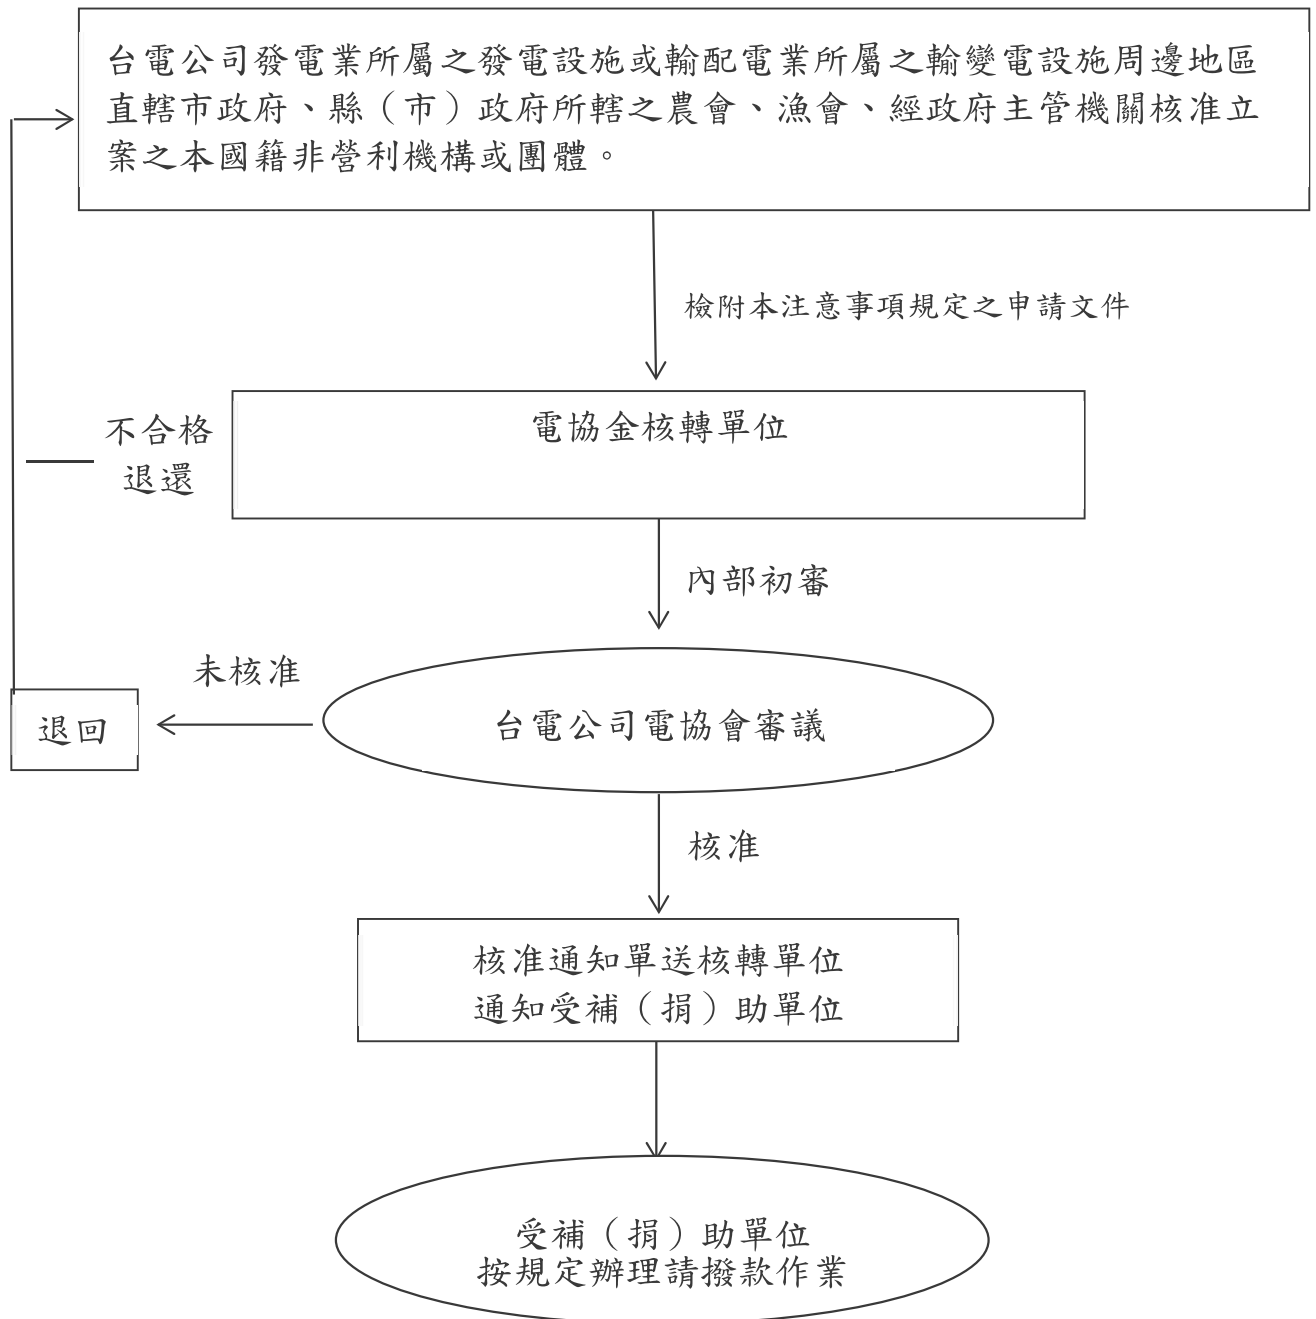 台電公司發電業所屬之發電設施或輸配電業所屬之輸變電設施周邊地區
直轄市政府、縣（市）政府所轄之農會、漁會、經政府主管機關核准立
案之本國籍非營利機構或團體。
檢附本注意事項規定之申請文件
不合格
退還
電協金核轉單位
內部初審
未核准
退回
台電公司電協會審議
核准
核准通知單送核轉單位
通知受補（捐）助單位
受補（捐）助單位
按規定辦理請撥款作業